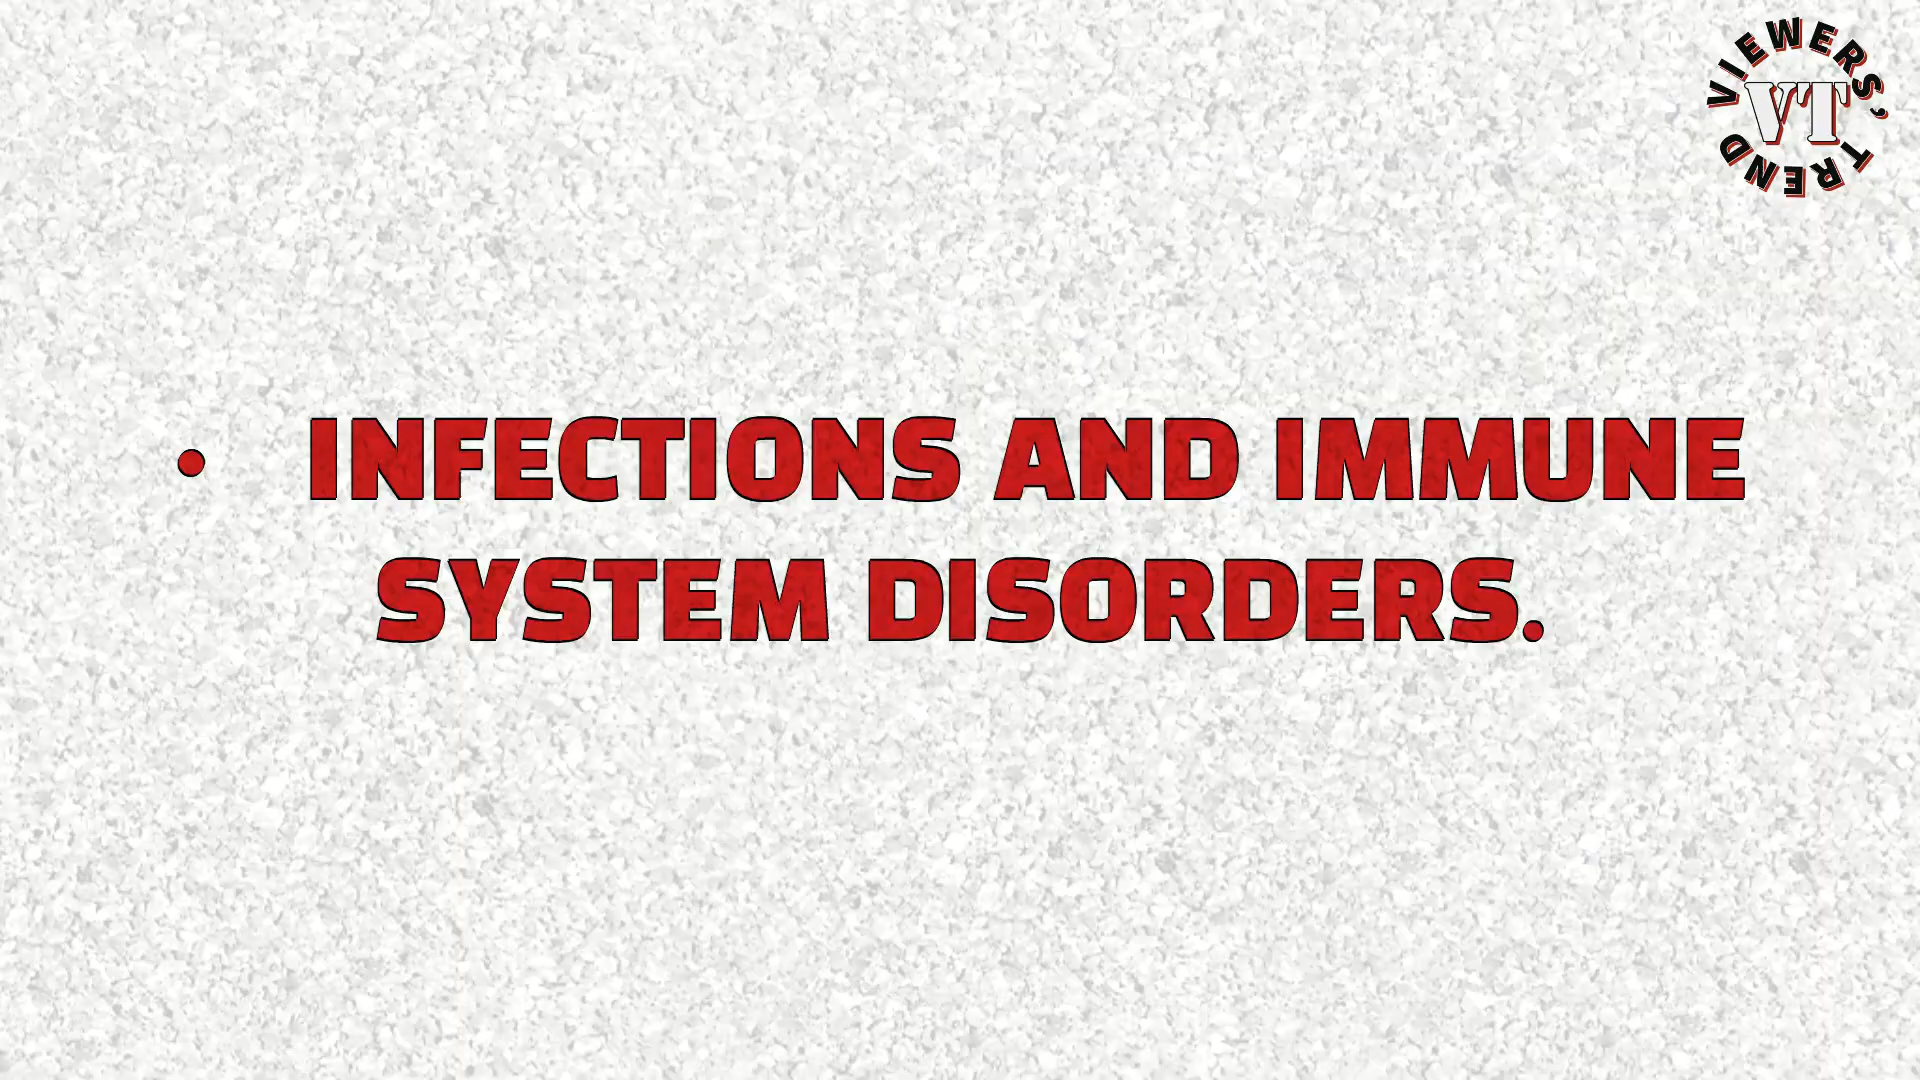 VIEWERS' TREND
VT
• INFECTIONS AND IMMUNE
SYSTEM DISORDERS.